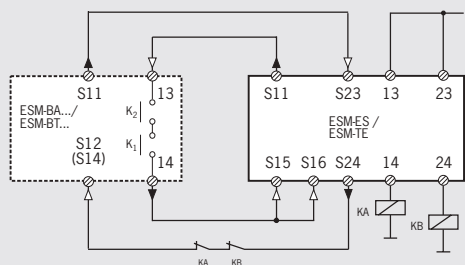 S11 13 S11 S23 13 23
ESM-BA.../
ESM-BT...
K2
ESM-ES /
ESM-TE
S12
(S14)
K1
14 S15 S16 S24 14 24
KA
KB
KA KB